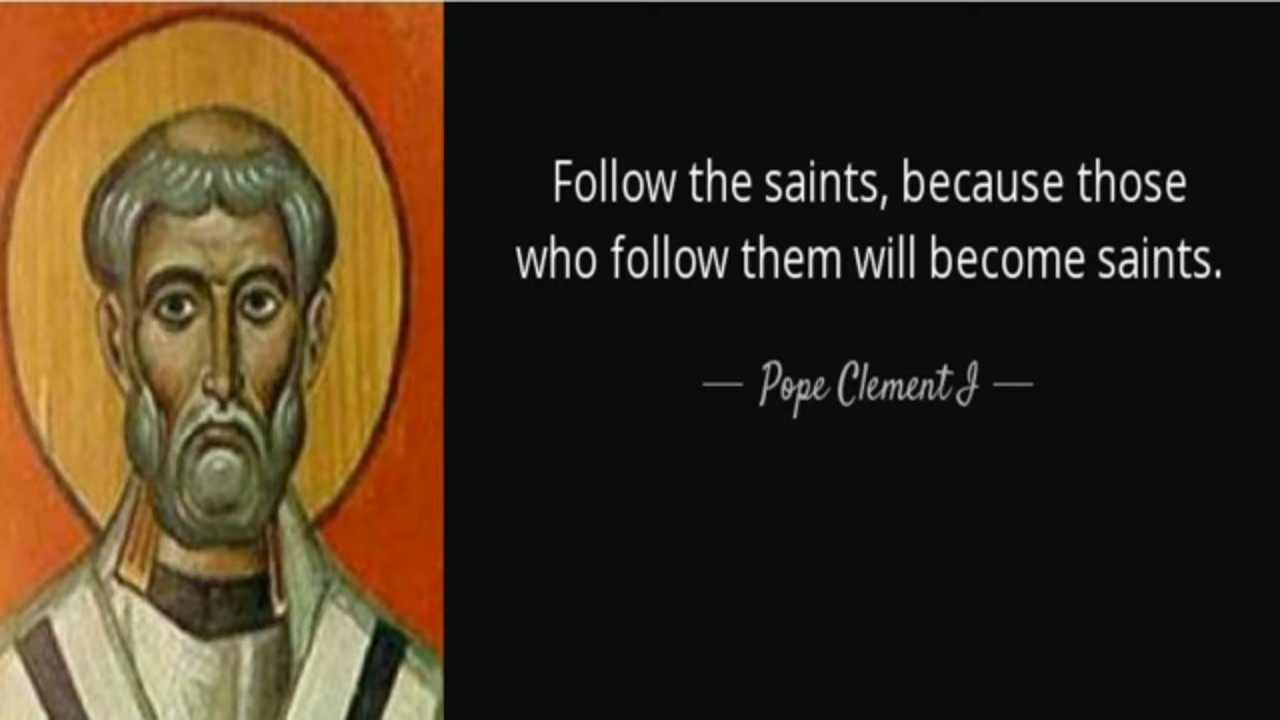 Follow the saints, because those
who follow them will become saints.
— Pope Clement I —